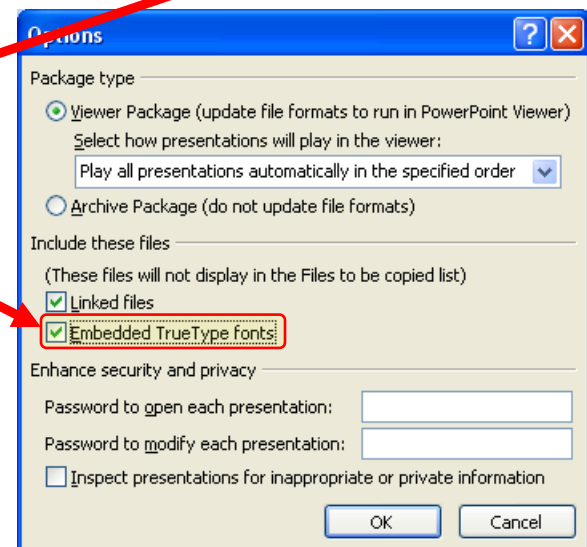 Options
Package type
Viewer Package (update file formats to run in PowerPoint Viewer)
Select how presentations will play in the viewer:
Play all presentations automatically in the specified order
Archive Package (do not update file formats)
Include these files
(These files will not display in the Files to be copied list)
Linked files
Embedded TrueType fonts
Enhance security and privacy
Password to open each presentation:
Password to modify each presentation:
Inspect presentations for inappropriate or private information
OK Cancel